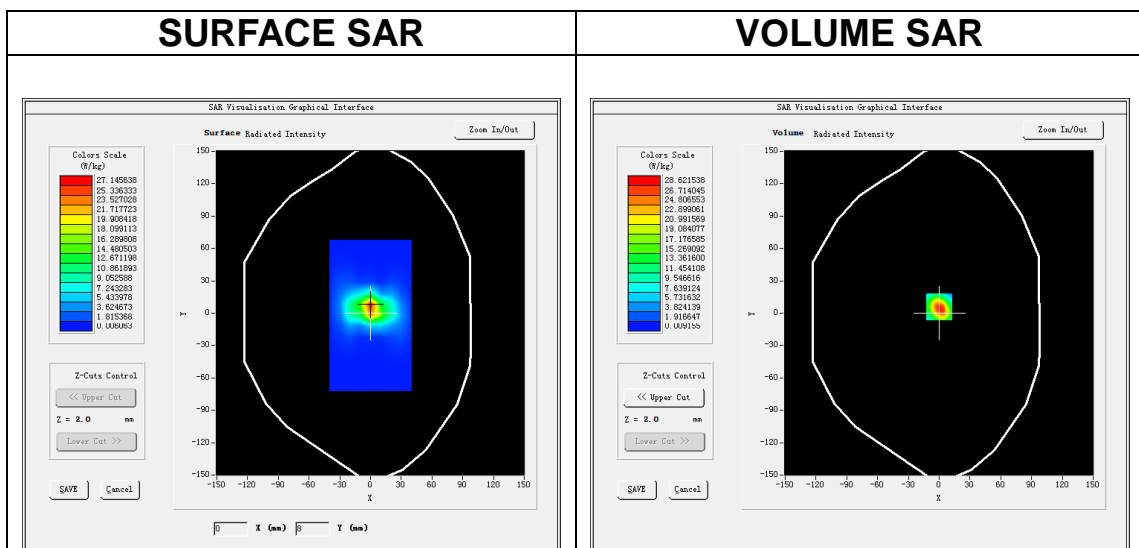 SURFACE SAR
VOLUME SAR
SAR Visualisation Graphical Interface
Surface Radiated Intensity
Zoom In/Out
Colors Scale
(W/kg)
27.145638
25.336333
23.527028
21.717723
19.908418
18.099113
16.289808
14.480503
12.671198
10.861893
9.052588
7.243283
5.433978
3.624673
1.815368
0.006063
150
120
90
60
30
0
-30
-60
-90
-120
-150
Y
-150 -120 -90 -60 -30 0 30 60 90 120 150
X
Z-Cuts Control
<< Upper Cut
Z = 2.0 mm
Lower Cut >>
SAVE Cancel
0 X (mm) 8 Y (mm)
SAR Visualisation Graphical Interface
Volume Radiated Intensity
Zoom In/Out
Colors Scale
(W/kg)
28.621538
26.714045
24.806553
22.899061
20.991569
19.084077
17.176585
15.269092
13.361600
11.454108
9.546616
7.639124
5.731632
3.824139
1.916647
0.009155
150
120
90
60
30
0
-30
-60
-90
-120
-150
Y
-150 -120 -90 -60 -30 0 30 60 90 120 150
X
Z-Cuts Control
<< Upper Cut
Z = 2.0 mm
Lower Cut >>
SAVE Cancel